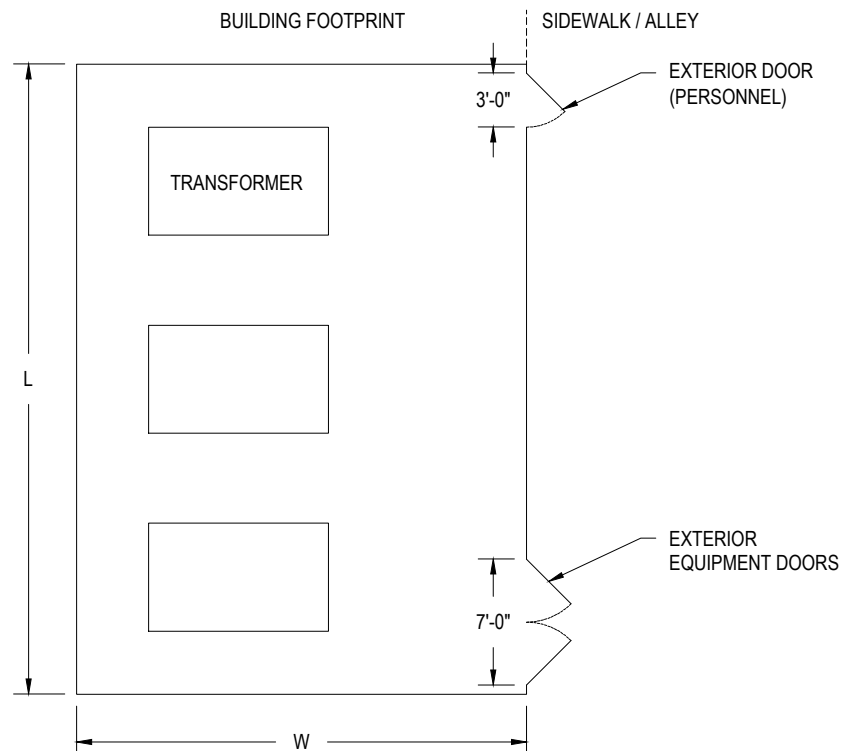 BUILDING FOOTPRINT
SIDEWALK / ALLEY
EXTERIOR DOOR
(PERSONNEL)
3'-0"
TRANSFORMER
L
EXTERIOR
EQUIPMENT DOORS
7'-0"
W